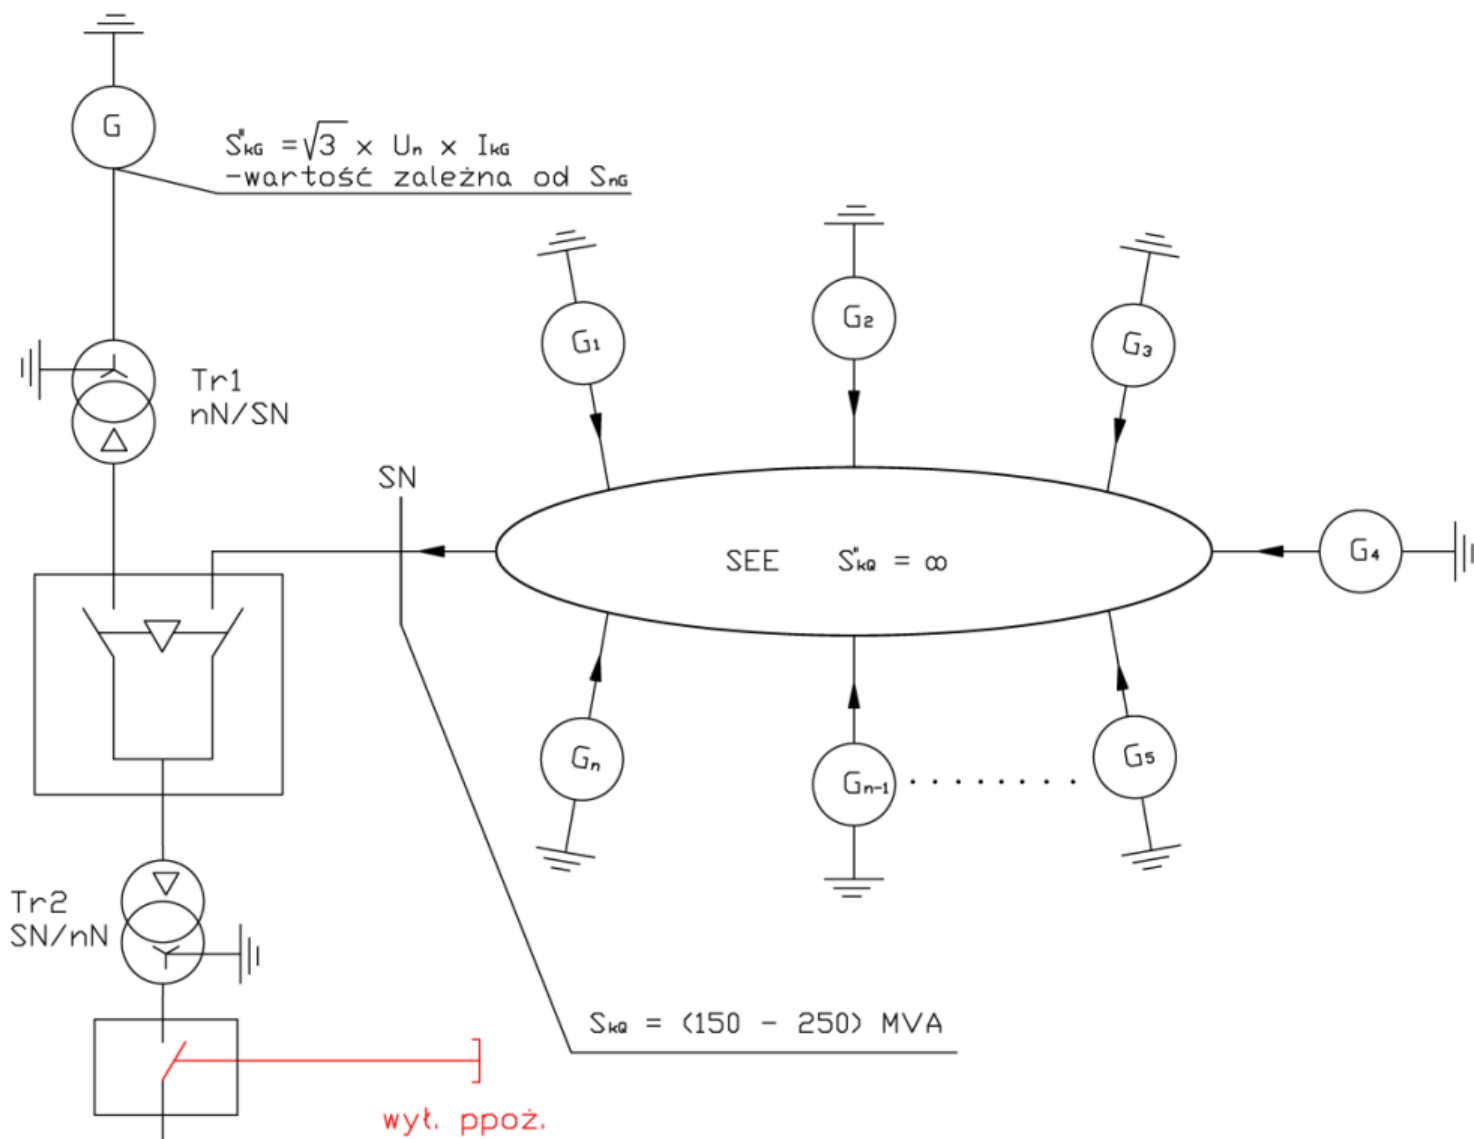 G
S"kG = √3 × Un × IkG
-wartość zależna od SnG
G1
G2
G3
Tr1
nN/SN
SN
SEE S"kQ = ∞
G4
Gn
Gn-1 . . . . . . . .
G5
Tr2
SN/nN
SkQ = (150 - 250) MVA
wył. ppoż.